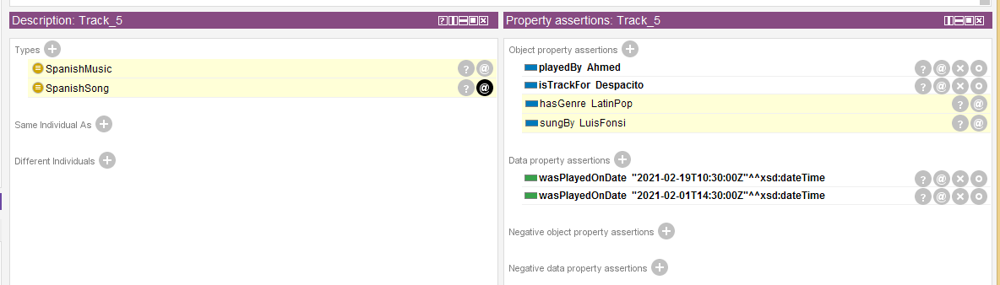 Description: Track_5
Types
SpanishMusic
SpanishSong
Same Individual As
Different Individuals
Property assertions: Track_5
Object property assertions
playedBy Ahmed
isTrackFor Despacito
hasGenre LatinPop
sungBy LuisFonsi
Data property assertions
wasPlayedOnDate "2021-02-19T10:30:00Z"^^xsd:dateTime
wasPlayedOnDate "2021-02-01T14:30:00Z"^^xsd:dateTime
Negative object property assertions
Negative data property assertions